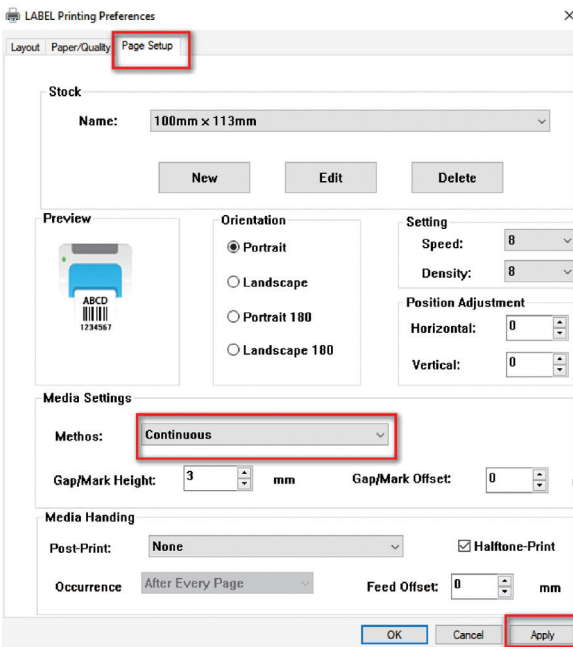 LABEL Printing Preferences
Layout Paper/Quality Page Setup
Stock
Name: 100mm x 113mm
New Edit Delete
Preview
ABCD
1234567
Orientation
Portrait
Landscape
Portrait 180
Landscape 180
Setting
Speed: 8
Density: 8
Position Adjustment
Horizontal: 0
Vertical: 0
Media Settings
Methos: Continuous
Gap/Mark Height: 3 mm Gap/Mark Offset: 0
Media Handing
Post-Print: None Halftone-Print
Occurrence After Every Page Feed Offset: 0 mm
OK Cancel Apply